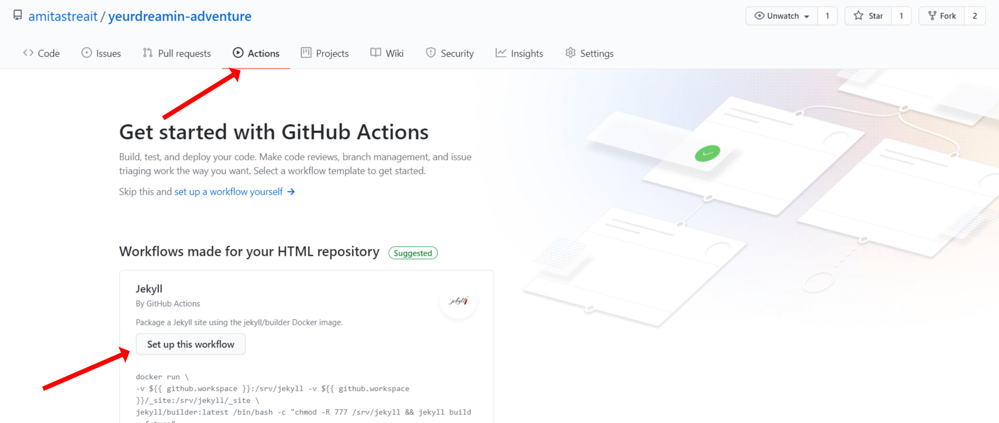 amitastreait / yeurdreamin-adventure
Unwatch 1 Star 1 Fork 2
Code Issues Pull requests Actions Projects Wiki Security Insights Settings
Get started with GitHub Actions
Build, test, and deploy your code. Make code reviews, branch management, and issue
triaging work the way you want. Select a workflow template to get started.
Skip this and set up a workflow yourself →
Workflows made for your HTML repository Suggested
Jekyll
By GitHub Actions
jekyll
Package a Jekyll site using the jekyll/builder Docker image.
Set up this workflow
docker run \
-v ${{ github.workspace }}:/srv/jekyll -v ${{ github.workspace
}}/_site:/srv/jekyll/_site \
jekyll/builder:latest /bin/bash -c "chmod -R 777 /srv/jekyll && jekyll build